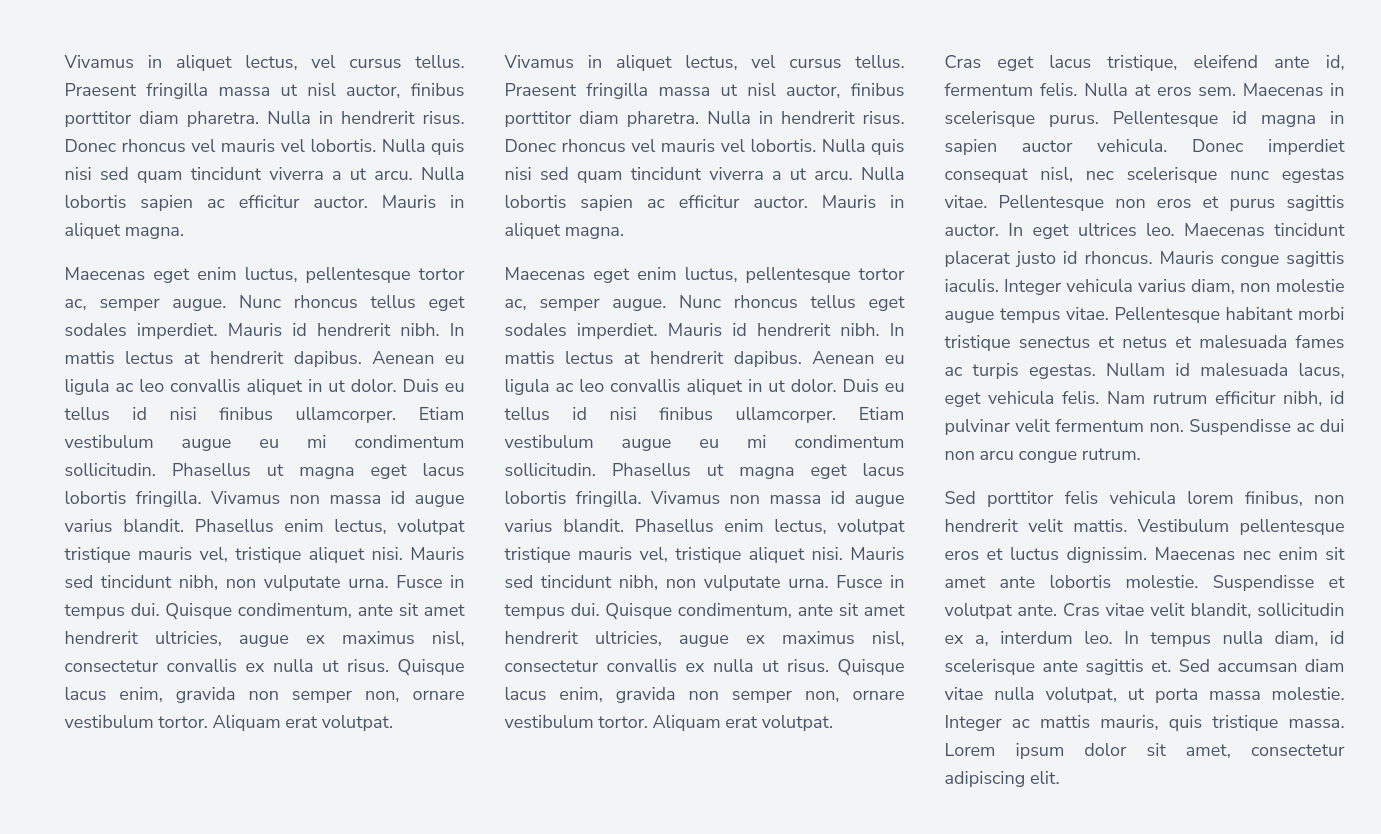 Vivamus in aliquet lectus, vel cursus tellus.
Praesent fringilla massa ut nisl auctor, finibus
porttitor diam pharetra. Nulla in hendrerit risus.
Donec rhoncus vel mauris vel lobortis. Nulla quis
nisi sed quam tincidunt viverra a ut arcu. Nulla
lobortis sapien ac efficitur auctor. Mauris in
aliquet magna.
Maecenas eget enim luctus, pellentesque tortor
ac, semper augue. Nunc rhoncus tellus eget
sodales imperdiet. Mauris id hendrerit nibh. In
mattis lectus at hendrerit dapibus. Aenean eu
ligula ac leo convallis aliquet in ut dolor. Duis eu
tellus id nisi finibus ullamcorper. Etiam
vestibulum augue eu mi condimentum
sollicitudin. Phasellus ut magna eget lacus
lobortis fringilla. Vivamus non massa id augue
varius blandit. Phasellus enim lectus, volutpat
tristique mauris vel, tristique aliquet nisi. Mauris
sed tincidunt nibh, non vulputate urna. Fusce in
tempus dui. Quisque condimentum, ante sit amet
hendrerit ultricies, augue ex maximus nisl,
consectetur convallis ex nulla ut risus. Quisque
lacus enim, gravida non semper non, ornare
vestibulum tortor. Aliquam erat volutpat.
Vivamus in aliquet lectus, vel cursus tellus.
Praesent fringilla massa ut nisl auctor, finibus
porttitor diam pharetra. Nulla in hendrerit risus.
Donec rhoncus vel mauris vel lobortis. Nulla quis
nisi sed quam tincidunt viverra a ut arcu. Nulla
lobortis sapien ac efficitur auctor. Mauris in
aliquet magna.
Maecenas eget enim luctus, pellentesque tortor
ac, semper augue. Nunc rhoncus tellus eget
sodales imperdiet. Mauris id hendrerit nibh. In
mattis lectus at hendrerit dapibus. Aenean eu
ligula ac leo convallis aliquet in ut dolor. Duis eu
tellus id nisi finibus ullamcorper. Etiam
vestibulum augue eu mi condimentum
sollicitudin. Phasellus ut magna eget lacus
lobortis fringilla. Vivamus non massa id augue
varius blandit. Phasellus enim lectus, volutpat
tristique mauris vel, tristique aliquet nisi. Mauris
sed tincidunt nibh, non vulputate urna. Fusce in
tempus dui. Quisque condimentum, ante sit amet
hendrerit ultricies, augue ex maximus nisl,
consectetur convallis ex nulla ut risus. Quisque
lacus enim, gravida non semper non, ornare
vestibulum tortor. Aliquam erat volutpat.
Cras eget lacus tristique, eleifend ante id,
fermentum felis. Nulla at eros sem. Maecenas in
scelerisque purus. Pellentesque id magna in
sapien auctor vehicula. Donec imperdiet
consequat nisl, nec scelerisque nunc egestas
vitae. Pellentesque non eros et purus sagittis
auctor. In eget ultrices leo. Maecenas tincidunt
placerat justo id rhoncus. Mauris congue sagittis
iaculis. Integer vehicula varius diam, non molestie
augue tempus vitae. Pellentesque habitant morbi
tristique senectus et netus et malesuada fames
ac turpis egestas. Nullam id malesuada lacus,
eget vehicula felis. Nam rutrum efficitur nibh, id
pulvinar velit fermentum non. Suspendisse ac dui
non arcu congue rutrum.
Sed porttitor felis vehicula lorem finibus, non
hendrerit velit mattis. Vestibulum pellentesque
eros et luctus dignissim. Maecenas nec enim sit
amet ante lobortis molestie. Suspendisse et
volutpat ante. Cras vitae velit blandit, sollicitudin
ex a, interdum leo. In tempus nulla diam, id
scelerisque ante sagittis et. Sed accumsan diam
vitae nulla volutpat, ut porta massa molestie.
Integer ac mattis mauris, quis tristique massa.
Lorem ipsum dolor sit amet, consectetur
adipiscing elit.